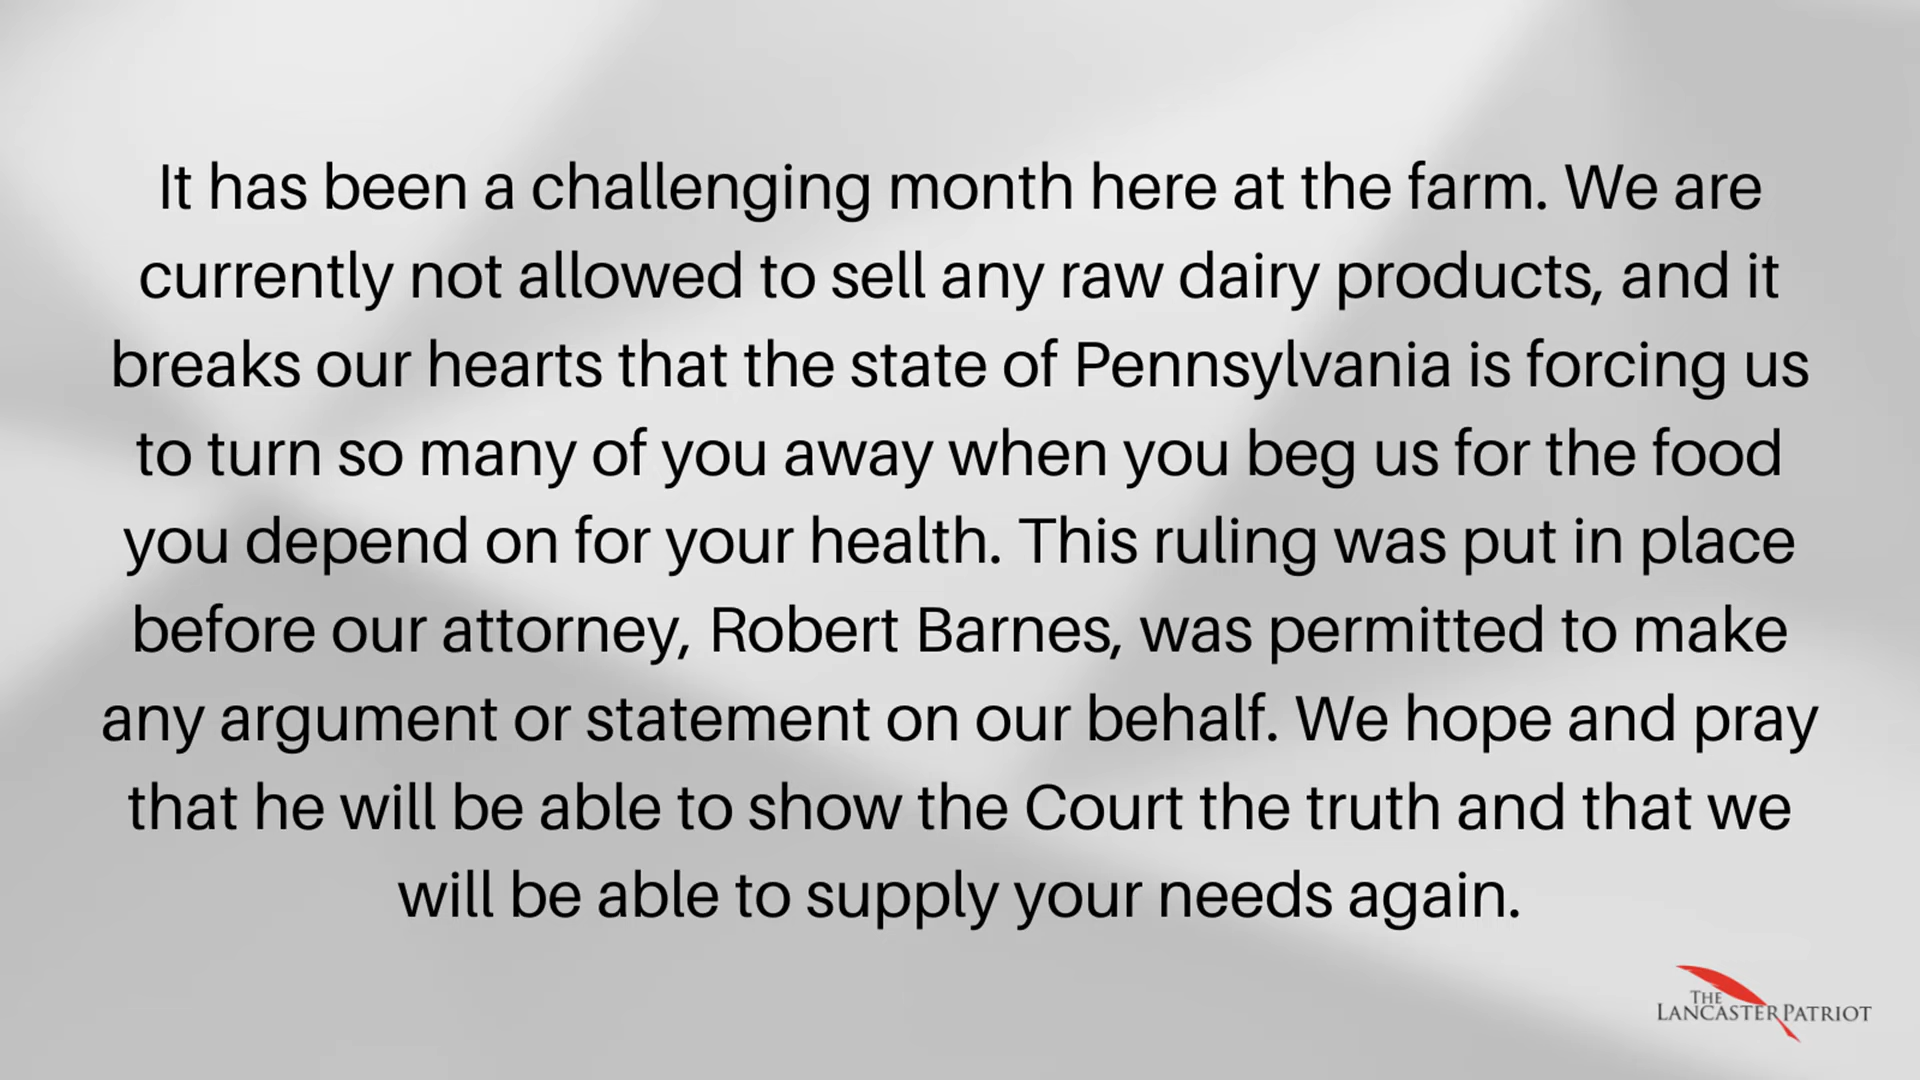 It has been a challenging month here at the farm. We are
currently not allowed to sell any raw dairy products, and it
breaks our hearts that the state of Pennsylvania is forcing us
to turn so many of you away when you beg us for the food
you depend on for your health. This ruling was put in place
before our attorney, Robert Barnes, was permitted to make
any argument or statement on our behalf. We hope and pray
that he will be able to show the Court the truth and that we
will be able to supply your needs again.
THE
LANCASTER PATRIOT